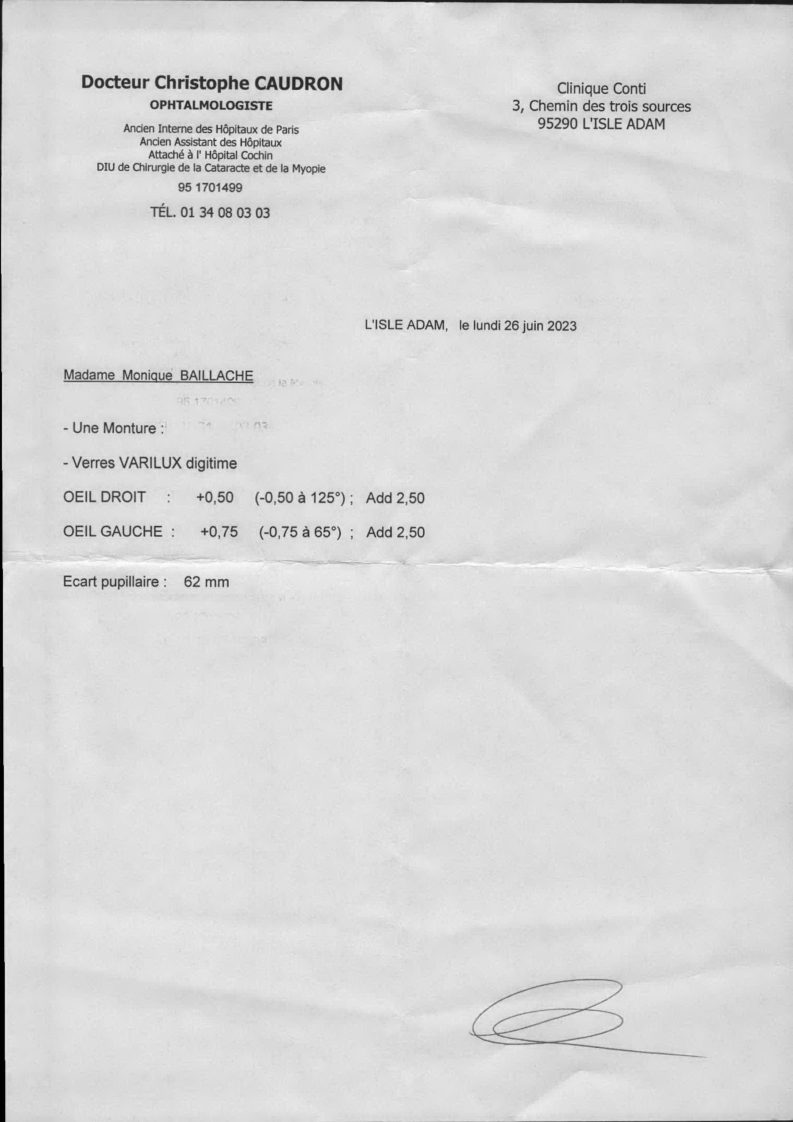 Docteur Christophe CAUDRON
OPHTALMOLOGISTE
Ancien Interne des Hôpitaux de Paris
Ancien Assistant des Hôpitaux
Attaché à l' Hôpital Cochin
DIU de Chirurgie de la Cataracte et de la Myopie
95 1701499
TÉL. 01 34 08 03 03
Clinique Conti
3, Chemin des trois sources
95290 L'ISLE ADAM
L'ISLE ADAM, le lundi 26 juin 2023
Madame Monique BAILLACHE
- Une Monture :
- Verres VARILUX digitime
OEIL DROIT : +0,50 (-0,50 à 125°) ; Add 2,50
OEIL GAUCHE : +0,75 (-0,75 à 65°) ; Add 2,50
Ecart pupillaire : 62 mm